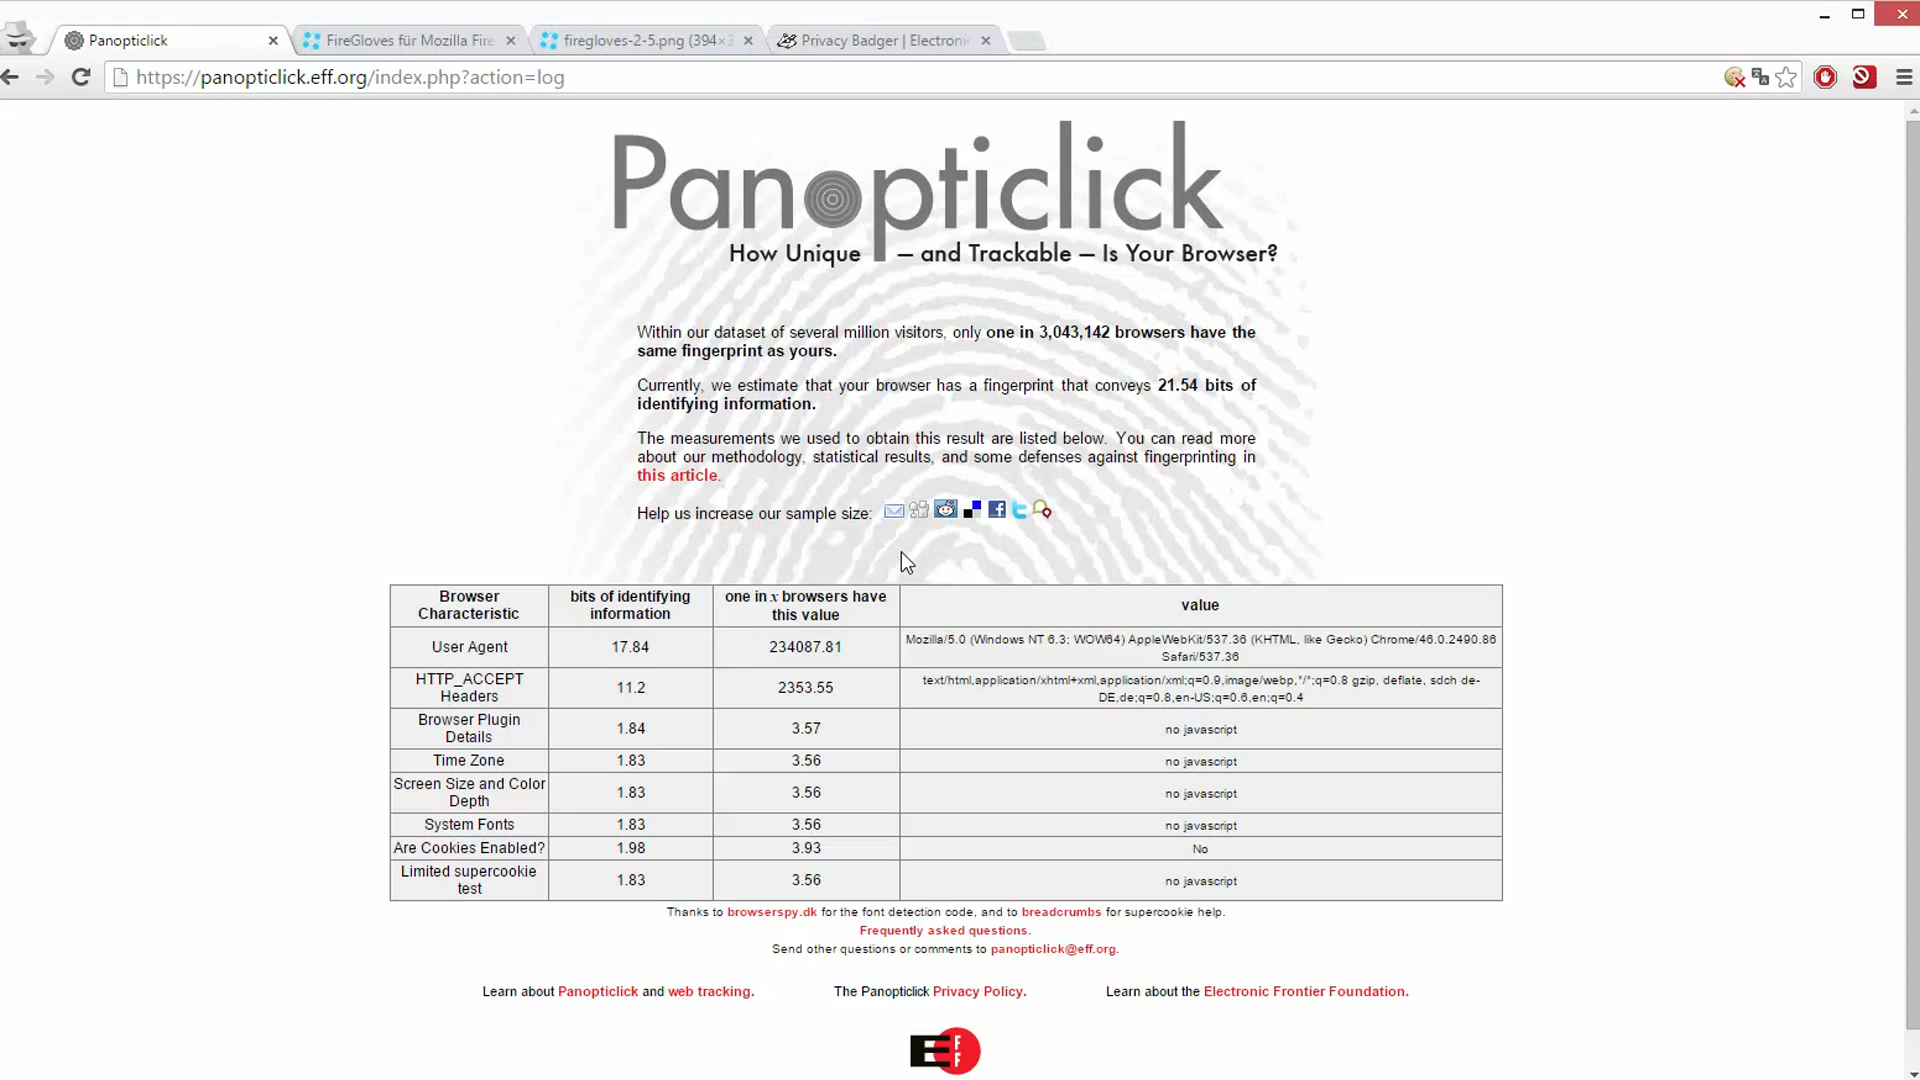 Panopticlick
FireGloves für Mozilla Fire
firegloves-2-5.png (394×3
Privacy Badger | Electroni
https://panopticlick.eff.org/index.php?action=log
Panopticlick
How Unique — and Trackable — Is Your Browser?
Within our dataset of several million visitors, only one in 3,043,142 browsers have the
same fingerprint as yours.
Currently, we estimate that your browser has a fingerprint that conveys 21.54 bits of
identifying information.
The measurements we used to obtain this result are listed below. You can read more
about our methodology, statistical results, and some defenses against fingerprinting in
this article.
Help us increase our sample size:
Browser Characteristic | bits of identifying information | one in x browsers have this value | value
User Agent | 17.84 | 234087.81 | Mozilla/5.0 (Windows NT 6.3; WOW64) AppleWebKit/537.36 (KHTML, like Gecko) Chrome/46.0.2490.86 Safari/537.36
HTTP_ACCEPT Headers | 11.2 | 2353.55 | text/html,application/xhtml+xml,application/xml;q=0.9,image/webp,*/*;q=0.8 gzip, deflate, sdch de-DE,de;q=0.8,en-US;q=0.6,en;q=0.4
Browser Plugin Details | 1.84 | 3.57 | no javascript
Time Zone | 1.83 | 3.56 | no javascript
Screen Size and Color Depth | 1.83 | 3.56 | no javascript
System Fonts | 1.83 | 3.56 | no javascript
Are Cookies Enabled? | 1.98 | 3.93 | No
Limited supercookie test | 1.83 | 3.56 | no javascript
Thanks to browserspy.dk for the font detection code, and to breadcrumbs for supercookie help.
Frequently asked questions.
Send other questions or comments to panopticlick@eff.org.
Learn about Panopticlick and web tracking.
The Panopticlick Privacy Policy.
Learn about the Electronic Frontier Foundation.
EFF